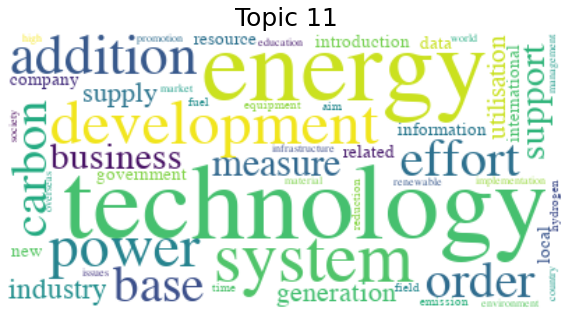 Topic 11
high
promotion
resource
education
introduction
data
world
addition
energy
management
company
supply
market
fuel
equipment
aim
utilisation
international
support
society
carbon
overseas
development
information
business
measure
infrastructure
related
effort
government
technology
material
reduction
renewable
implementation
hydrogen
new
power
system
local
country
issues
industry
base
time
generation
field
emission
order
environment